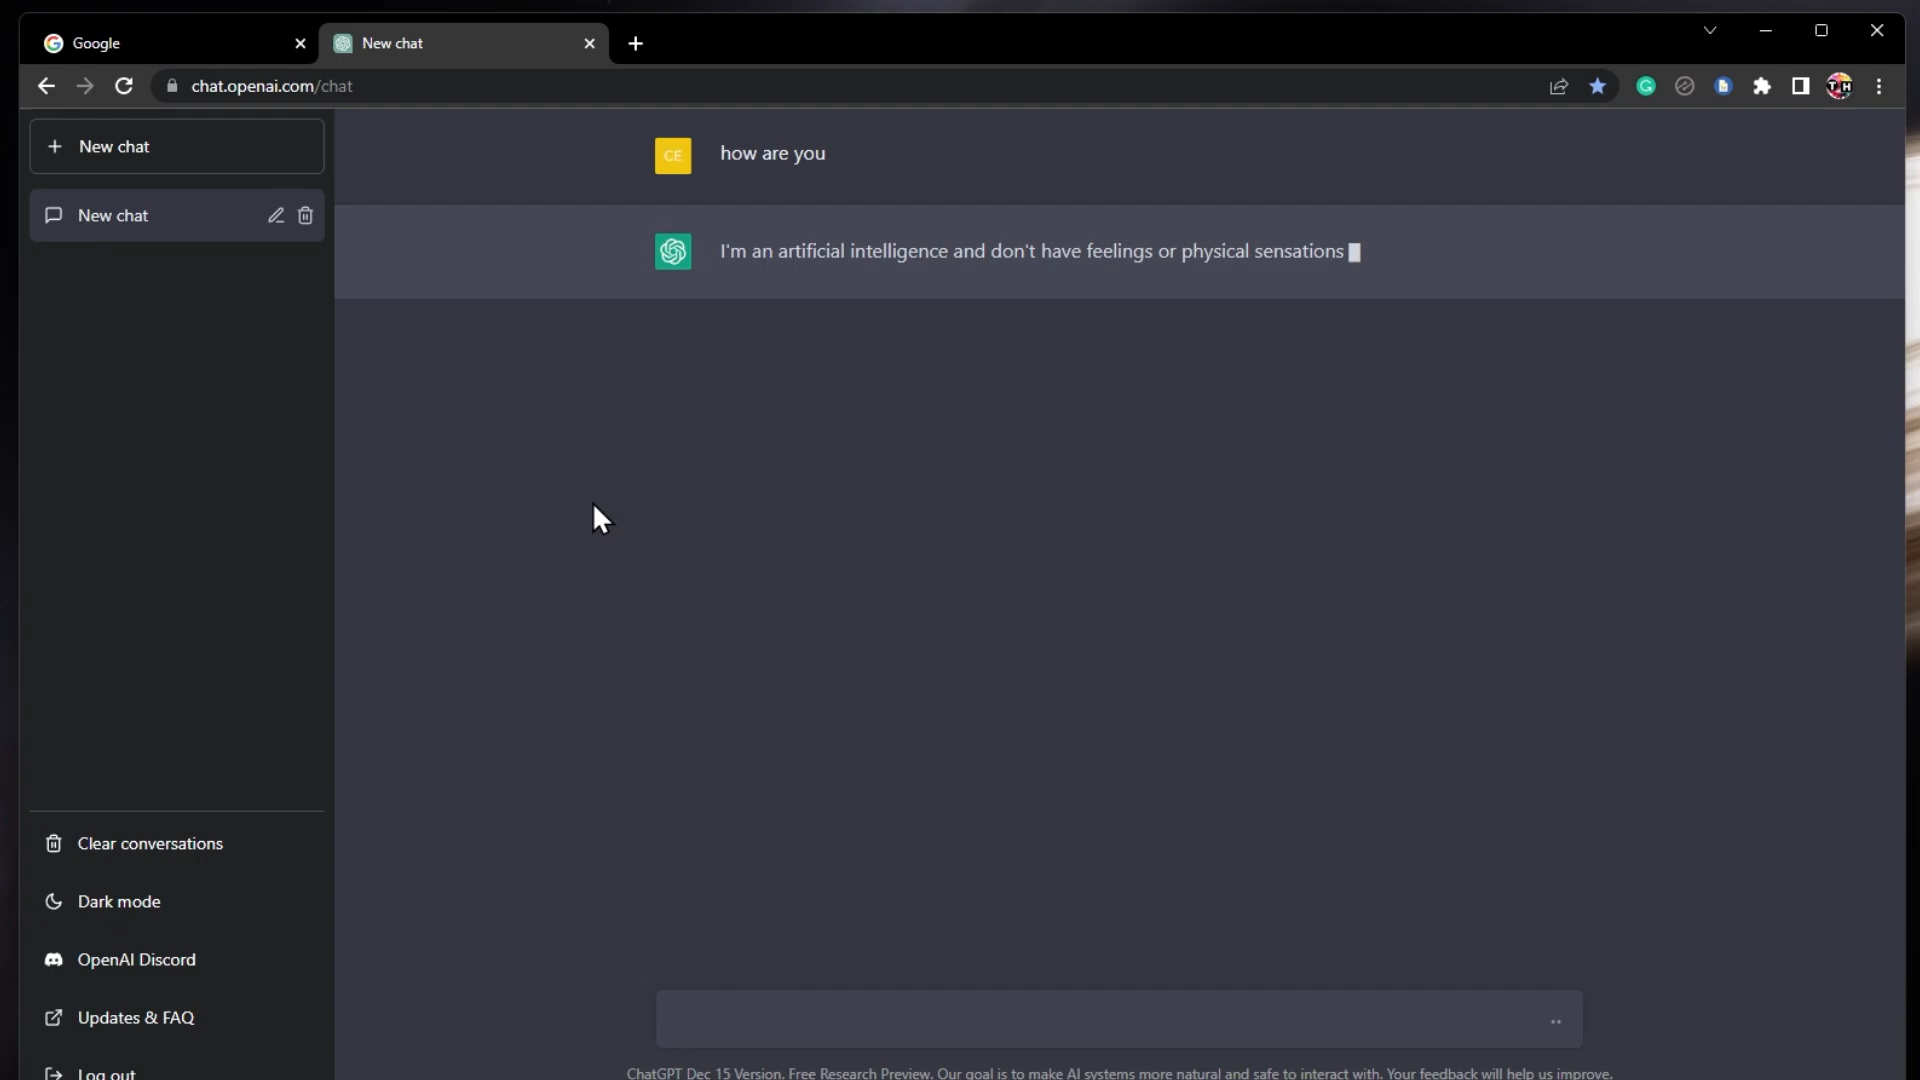 Google
New chat
chat.openai.com/chat
New chat
New chat
CE
how are you
I'm an artificial intelligence and don't have feelings or physical sensations
Clear conversations
Dark mode
OpenAI Discord
Updates & FAQ
Log out
ChatGPT Dec 15 Version. Free Research Preview. Our goal is to make AI systems more natural and safe to interact with. Your feedback will help us improve.